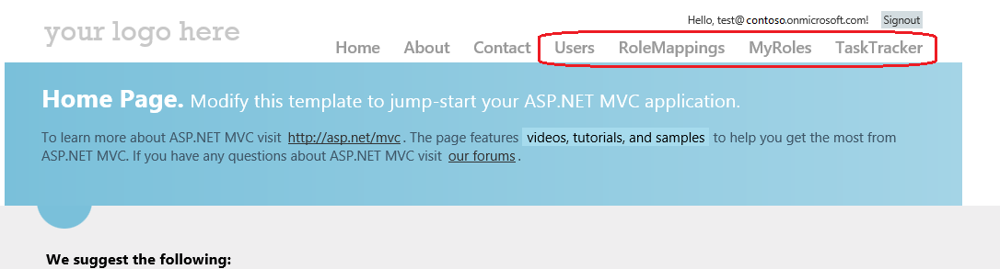 Hello, test@contoso.onmicrosoft.com! Signout
your logo here
Home About Contact Users RoleMappings MyRoles TaskTracker
Home Page. Modify this template to jump-start your ASP.NET MVC application.
To learn more about ASP.NET MVC visit http://asp.net/mvc. The page features videos, tutorials, and samples to help you get the most from
ASP.NET MVC. If you have any questions about ASP.NET MVC visit our forums.
We suggest the following: